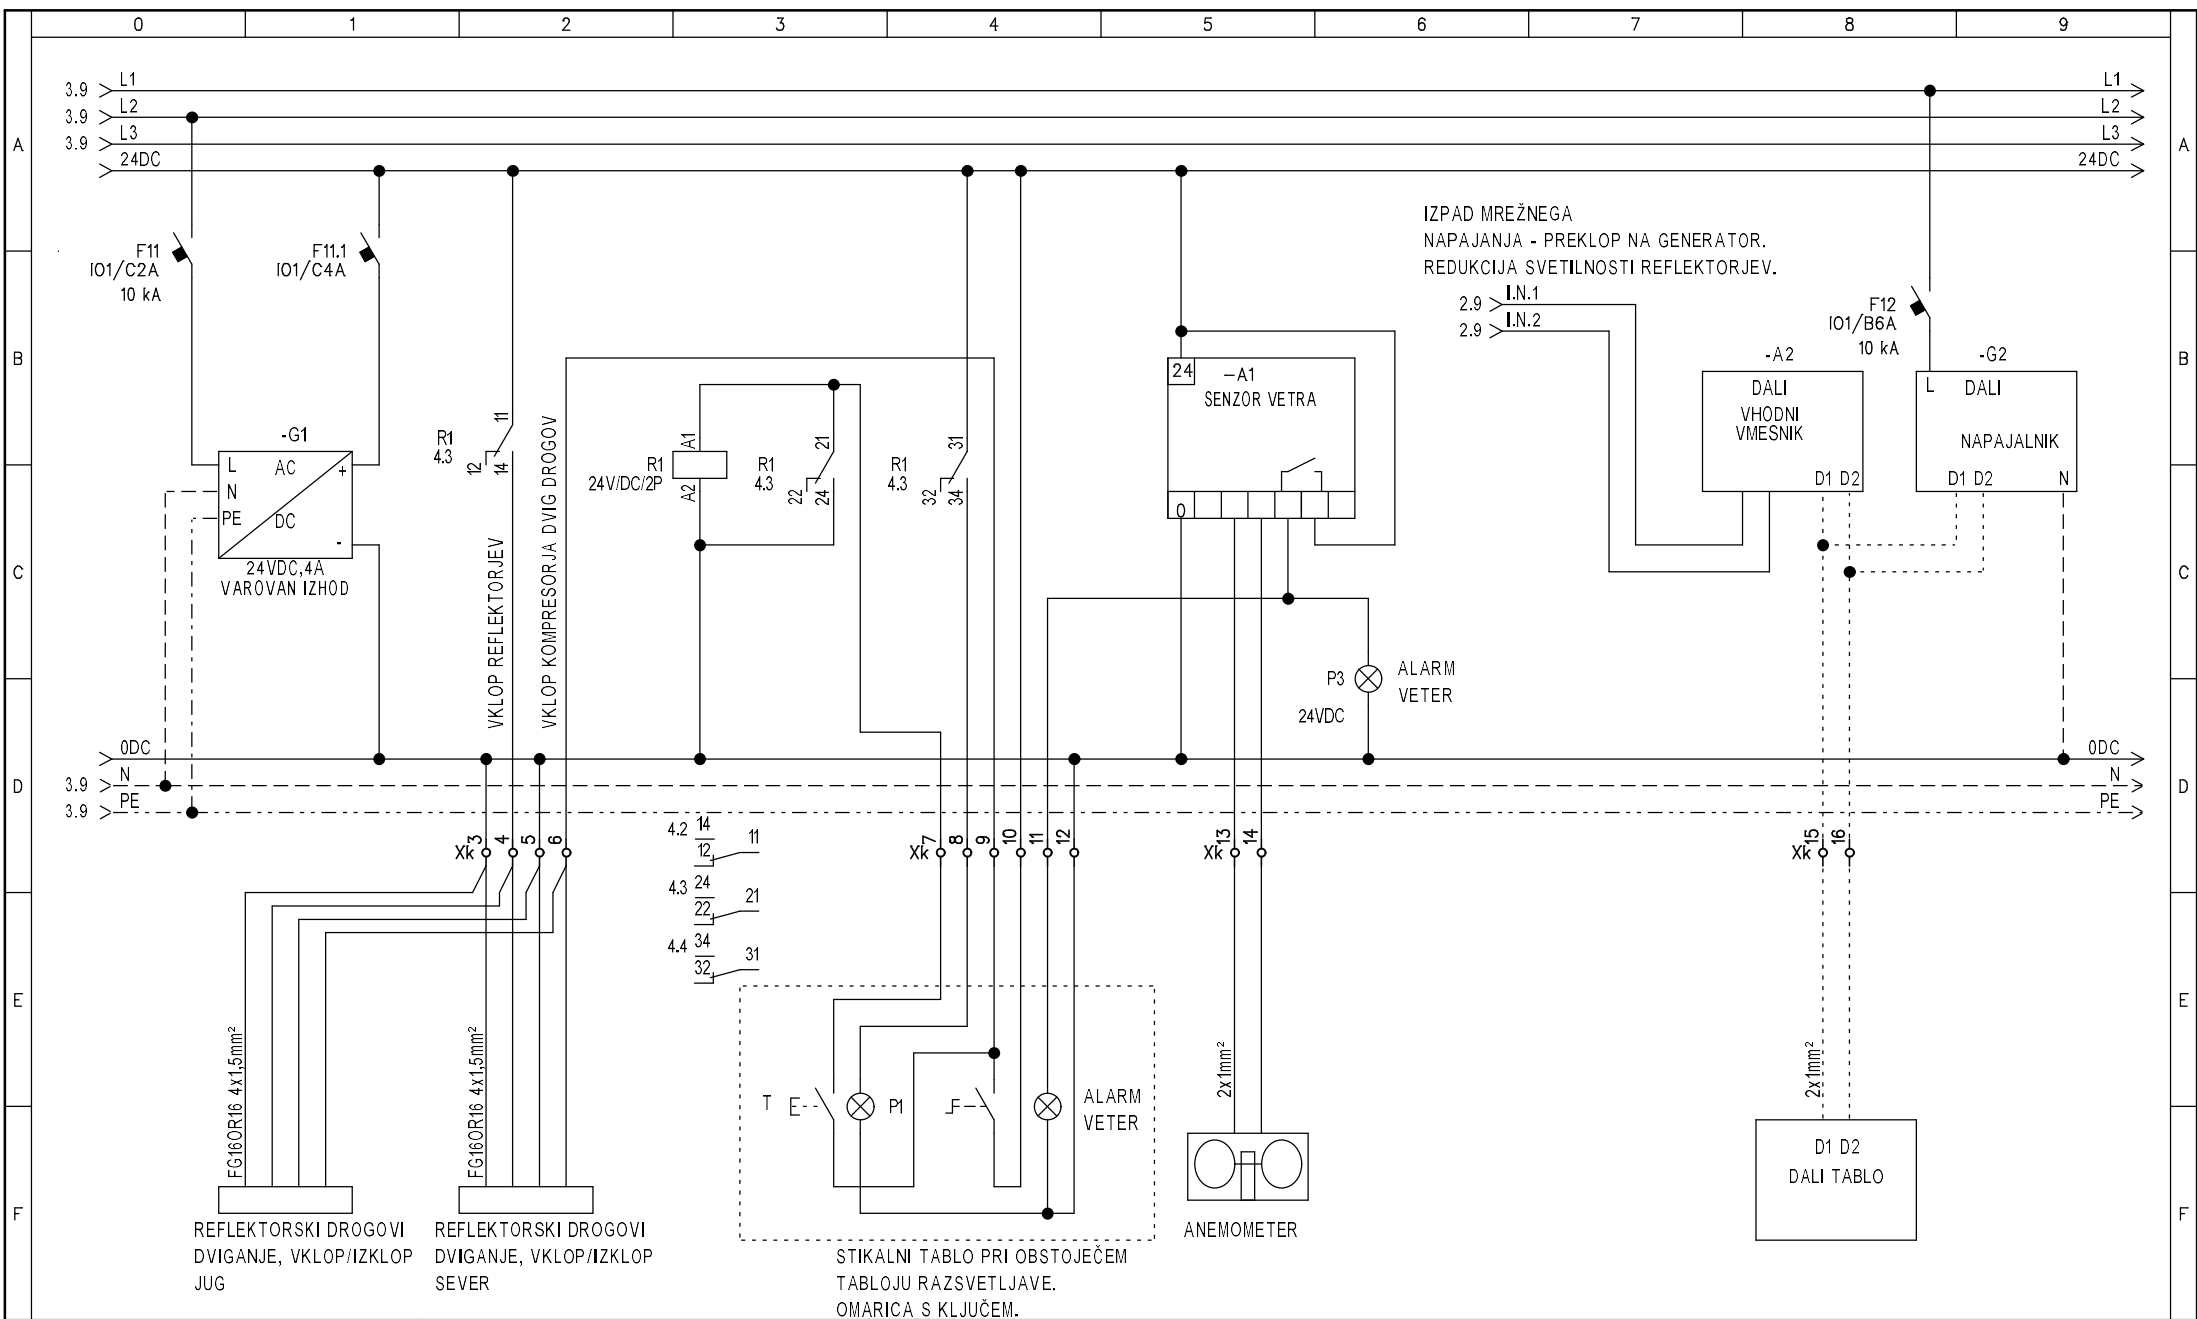 0 1 2 3 4 5 6 7 8 9
A
B
C
D
E
F
A
B
C
D
E
F
3.9 L1
3.9 L2
3.9 L3
24DC
L1
L2
L3
24DC
F11
IO1/C2A
10 kA
F11.1
IO1/C4A
-G1
L AC +
N
PE DC
-
24VDC,4A
VAROVAN IZHOD
R1
4.3
11
12
14
VKLOP REFLEKTORJEV
VKLOP KOMPRESORJA DVIG DROGOV
R1
24V/DC/2P
A1
A2
R1
4.3
21
22
24
R1
4.3
31
32
34
24
-A1
SENZOR VETRA
0
P3
24VDC
ALARM
VETER
IZPAD MREŽNEGA
NAPAJANJA - PREKLOP NA GENERATOR.
REDUKCIJA SVETILNOSTI REFLEKTORJEV.
2.9 I.N.1
2.9 I.N.2
-A2
DALI
VHODNI
VMESNIK
D1 D2
F12
IO1/B6A
10 kA
-G2
L DALI
NAPAJALNIK
D1 D2 N
0DC
3.9 N
3.9 PE
0DC
N
PE
Xk 3 4 5 6
4.2 14
12 11
4.3 24
22 21
4.4 34
32 31
Xk 7 8 9 10 11 12
Xk 13 14
Xk 15 16
FG16OR16 4x1,5mm²
FG16OR16 4x1,5mm²
2x1mm²
2x1mm²
T E P1
ALARM
VETER
REFLEKTORSKI DROGOVI
DVIGANJE, VKLOP/IZKLOP
JUG
REFLEKTORSKI DROGOVI
DVIGANJE, VKLOP/IZKLOP
SEVER
STIKALNI TABLO PRI OBSTOJEČEM
TABLOJU RAZSVETLJAVE.
OMARICA S KLJUČEM.
ANEMOMETER
D1 D2
DALI TABLO